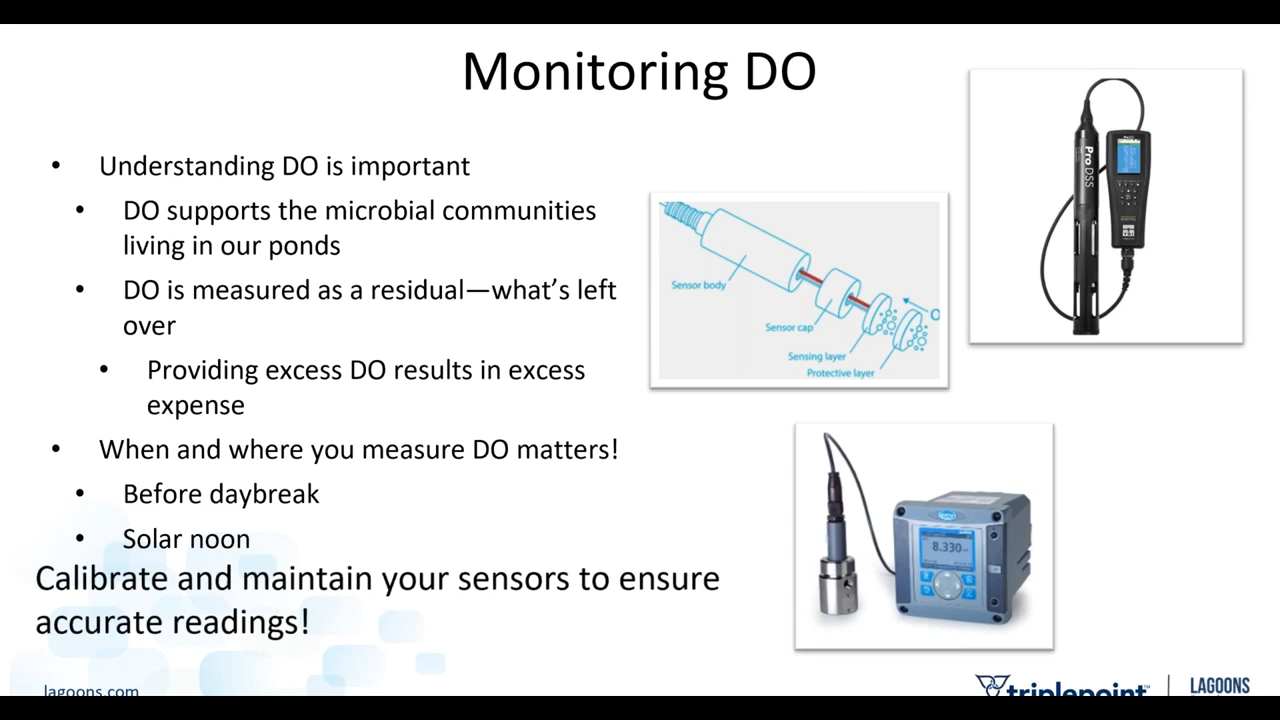 Monitoring DO
• Understanding DO is important
• DO supports the microbial communities
living in our ponds
• DO is measured as a residual—what's left
over
• Providing excess DO results in excess
expense
• When and where you measure DO matters!
• Before daybreak
• Solar noon
Calibrate and maintain your sensors to ensure
accurate readings!
Sensor body
Sensor cap
Sensing layer
Protective layer
Pro DSS
8.330
lagoons.com
triplepoint™
LAGOONS